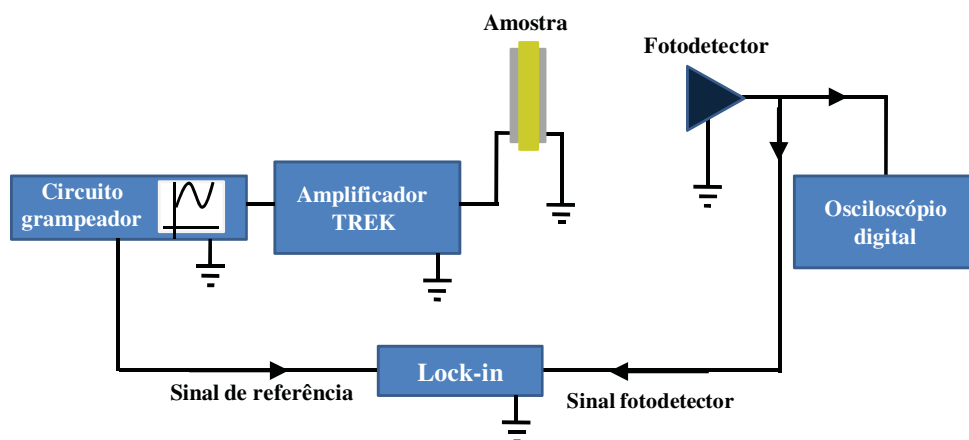 Amostra
Fotodetector
Circuito
grampeador
Amplificador
TREK
Osciloscópio
digital
Lock-in
Sinal de referência
Sinal fotodetector